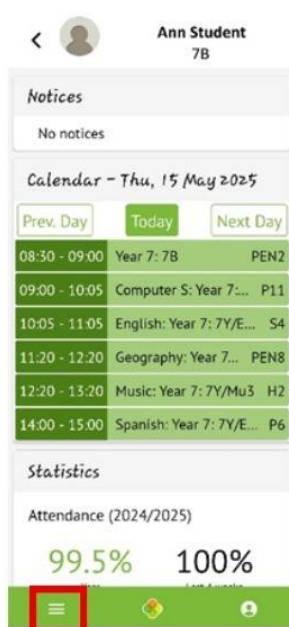 Ann Student
7B
Notices
No notices
Calendar - Thu, 15 May 2025
Prev. Day Today Next Day
08:30 - 09:00 Year 7: 7B PEN2
09:00 - 10:05 Computer S: Year 7:... P11
10:05 - 11:05 English: Year 7: 7Y/E... S4
11:20 - 12:20 Geography: Year 7... PEN8
12:20 - 13:20 Music: Year 7: 7Y/Mu3 H2
14:00 - 15:00 Spanish: Year 7: 7Y/E... P6
Statistics
Attendance (2024/2025)
99.5% 100%